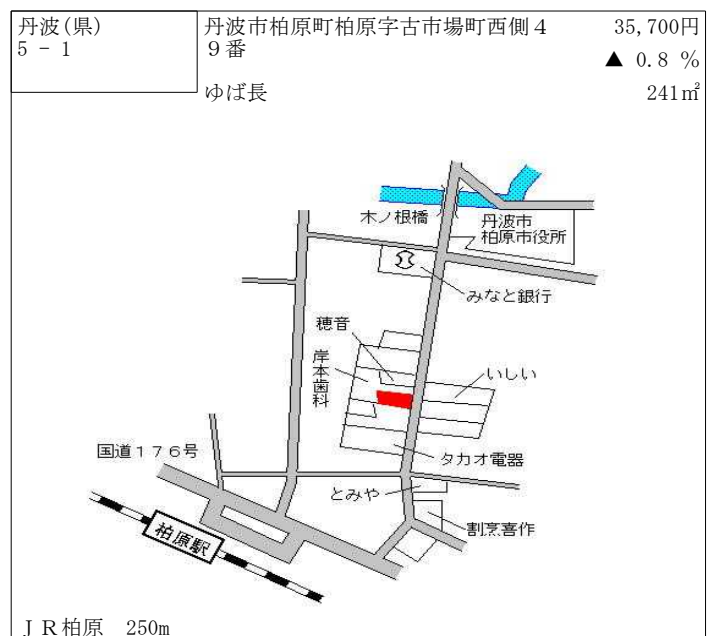 丹波(県)
5 - 1
丹波市柏原町柏原字古市場町西側4
9番
35,700円
▲ 0.8 %
ゆば長
241㎡
木ノ根橋
丹波市
柏原市役所
みなと銀行
穂音
岸本歯科
いしい
国道176号
タカオ電器
とみや
割烹喜作
柏原駅
JR柏原 250m